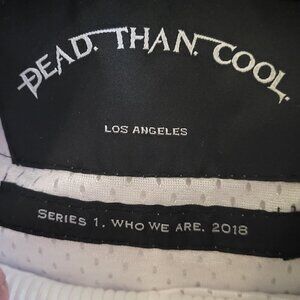 DEAD. THAN. COOL.
LOS ANGELES
SERIES 1. WHO WE ARE. 2018